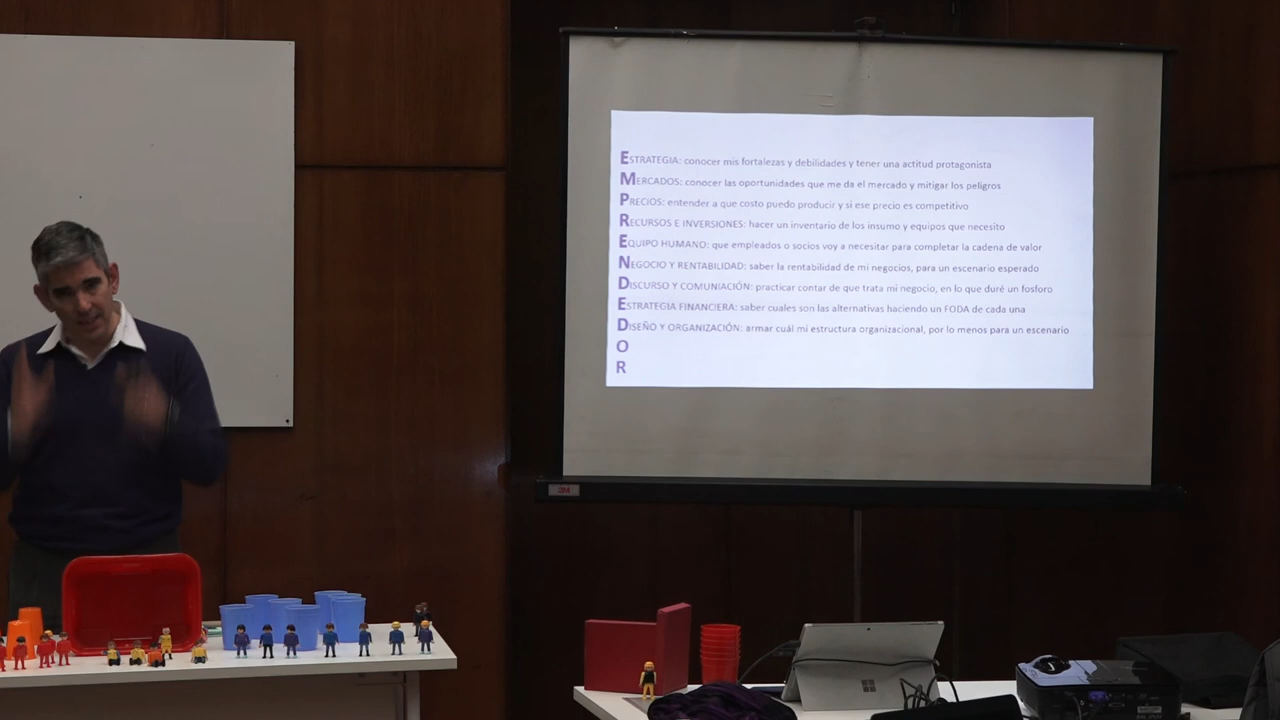 ESTRATEGIA: conocer mis fortalezas y debilidades y tener una actitud protagonista
MERCADOS: conocer las oportunidades que me da el mercado y mitigar los peligros
PRECIOS: entender a que costo puedo producir y si ese precio es competitivo
RECURSOS E INVERSIONES: hacer un inventario de los insumo y equipos que necesito
EQUIPO HUMANO: que empleados o socios voy a necesitar para completar la cadena de valor
NEGOCIO Y RENTABILIDAD: saber la rentabilidad de mi negocios, para un escenario esperado
DISCURSO Y COMUNIACIÓN: practicar contar de que trata mi negocio, en lo que duré un fosforo
ESTRATEGIA FINANCIERA: saber cuales son las alternativas haciendo un FODA de cada una
DISEÑO Y ORGANIZACIÓN: armar cuál mi estructura organizacional, por lo menos para un escenario
O
R
3M